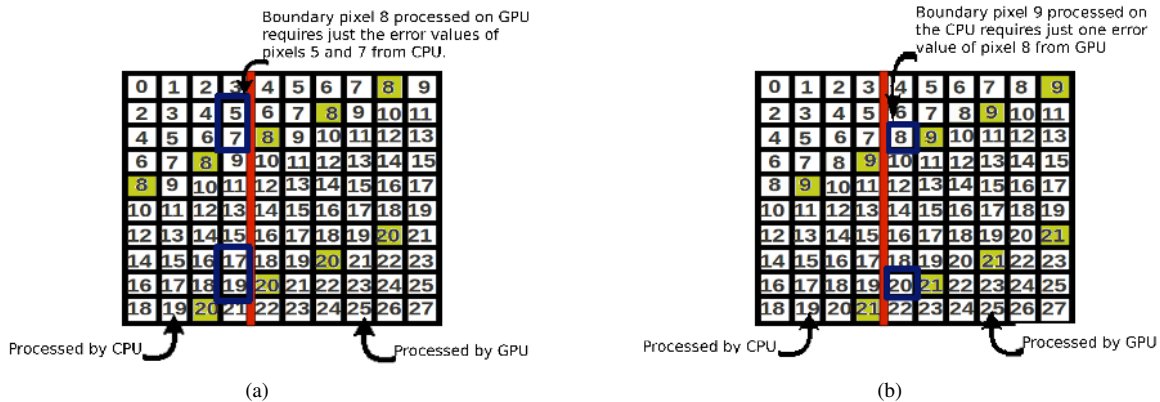 Boundary pixel 8 processed on GPU
requires just the error values of
pixels 5 and 7 from CPU.
0 1 2 3 4 5 6 7 8 9
2 3 4 5 6 7 8 9 10 11
4 5 6 7 8 9 10 11 12 13
6 7 8 9 10 11 12 13 14 15
8 9 10 11 12 13 14 15 16 17
10 11 12 13 14 15 16 17 18 19
12 13 14 15 16 17 18 19 20 21
14 15 16 17 18 19 20 21 22 23
16 17 18 19 20 21 22 23 24 25
18 19 20 21 22 23 24 25 26 27
Processed by CPU
Processed by GPU
(a)
Boundary pixel 9 processed on
the CPU requires just one error
value of pixel 8 from GPU
0 1 2 3 4 5 6 7 8 9
2 3 4 5 6 7 8 9 10 11
4 5 6 7 8 9 10 11 12 13
6 7 8 9 10 11 12 13 14 15
8 9 10 11 12 13 14 15 16 17
10 11 12 13 14 15 16 17 18 19
12 13 14 15 16 17 18 19 20 21
14 15 16 17 18 19 20 21 22 23
16 17 18 19 20 21 22 23 24 25
18 19 20 21 22 23 24 25 26 27
Processed by CPU
Processed by GPU
(b)